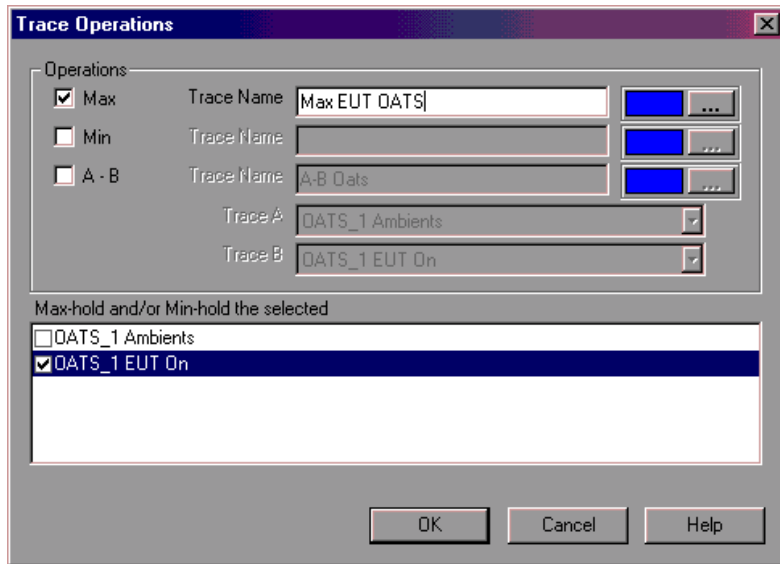 Trace Operations
Operations
Max Trace Name Max EUT OATS ...
Min Trace Name ...
A - B Trace Name A-B Oats ...
Trace A OATS_1 Ambients
Trace B OATS_1 EUT On
Max-hold and/or Min-hold the selected
OATS_1 Ambients
OATS_1 EUT On
OK Cancel Help